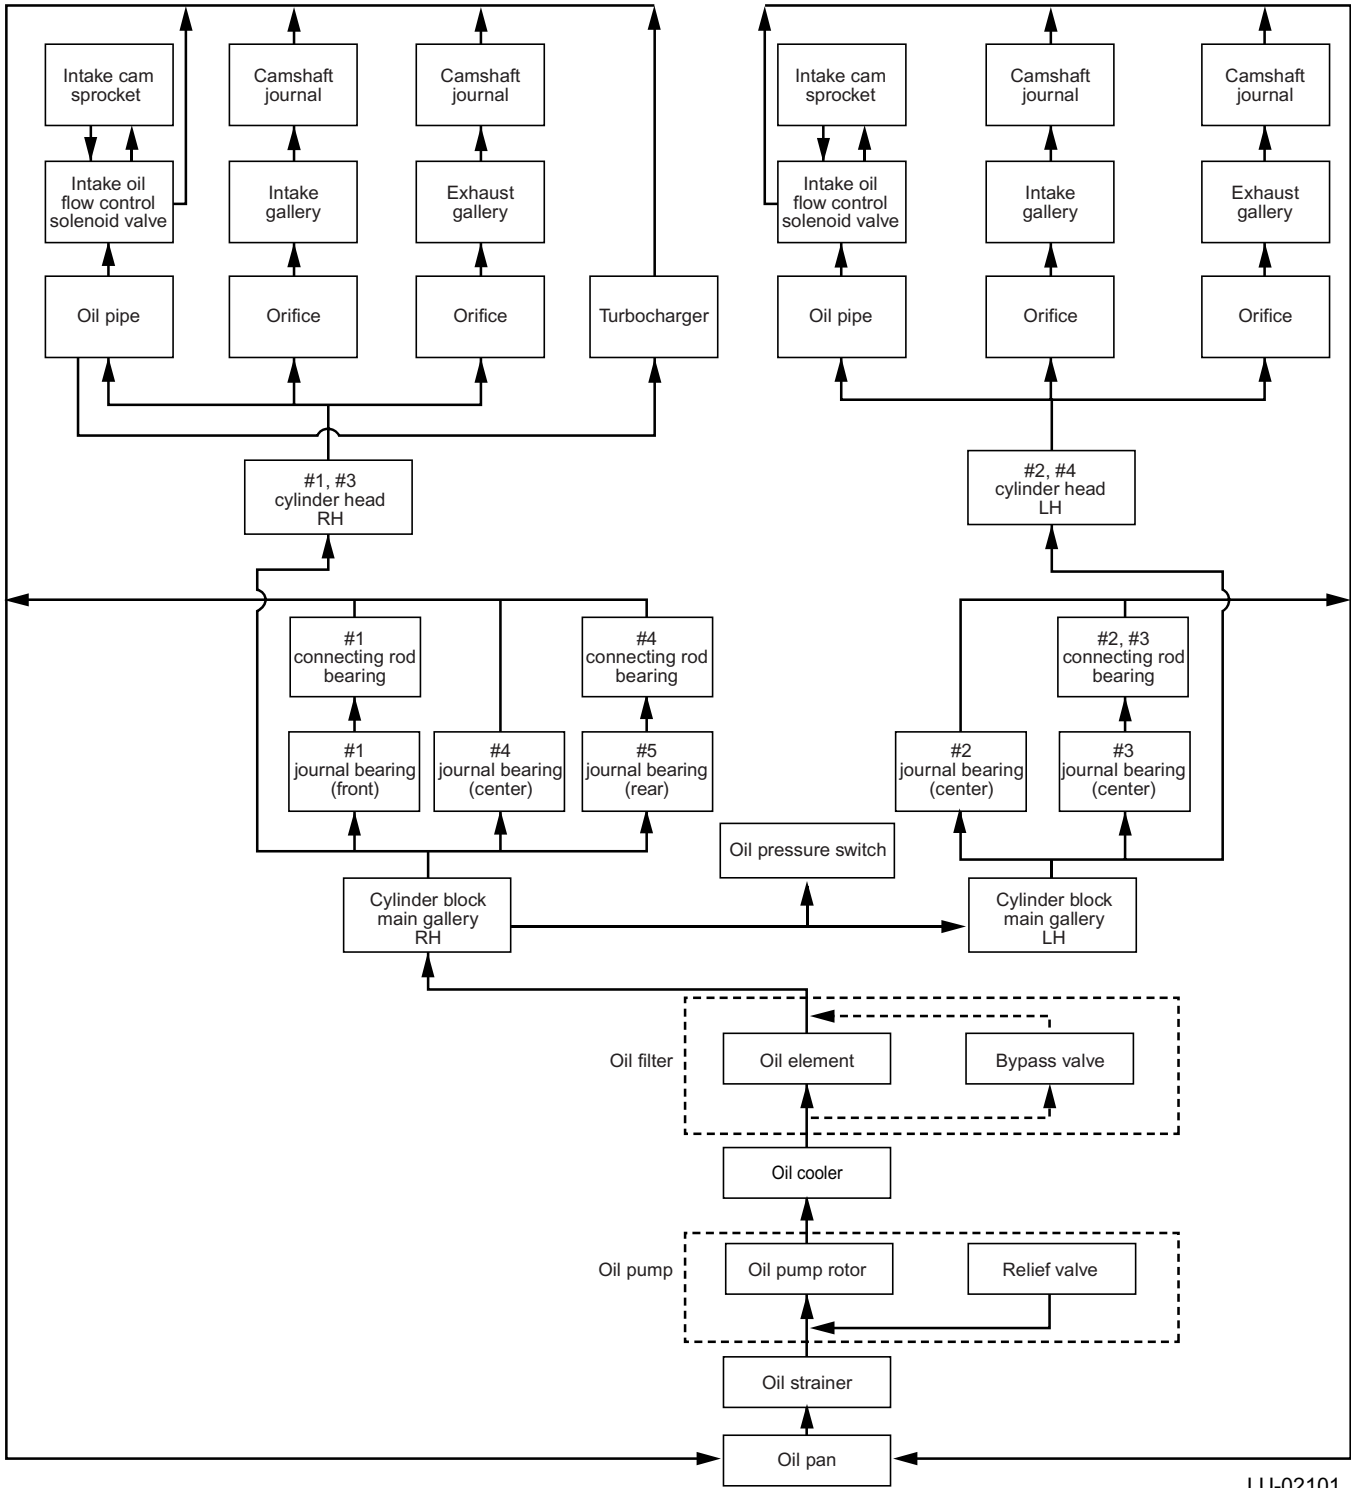 Intake cam
sprocket
Camshaft
journal
Camshaft
journal
Intake cam
sprocket
Camshaft
journal
Camshaft
journal
Intake oil
flow control
solenoid valve
Intake
gallery
Exhaust
gallery
Intake oil
flow control
solenoid valve
Intake
gallery
Exhaust
gallery
Oil pipe
Orifice
Orifice
Turbocharger
Oil pipe
Orifice
Orifice
#1, #3
cylinder head
RH
#2, #4
cylinder head
LH
#1
connecting rod
bearing
#4
connecting rod
bearing
#2, #3
connecting rod
bearing
#1
journal bearing
(front)
#4
journal bearing
(center)
#5
journal bearing
(rear)
#2
journal bearing
(center)
#3
journal bearing
(center)
Oil pressure switch
Cylinder block
main gallery
RH
Cylinder block
main gallery
LH
Oil filter
Oil element
Bypass valve
Oil cooler
Oil pump
Oil pump rotor
Relief valve
Oil strainer
Oil pan
LU-02101